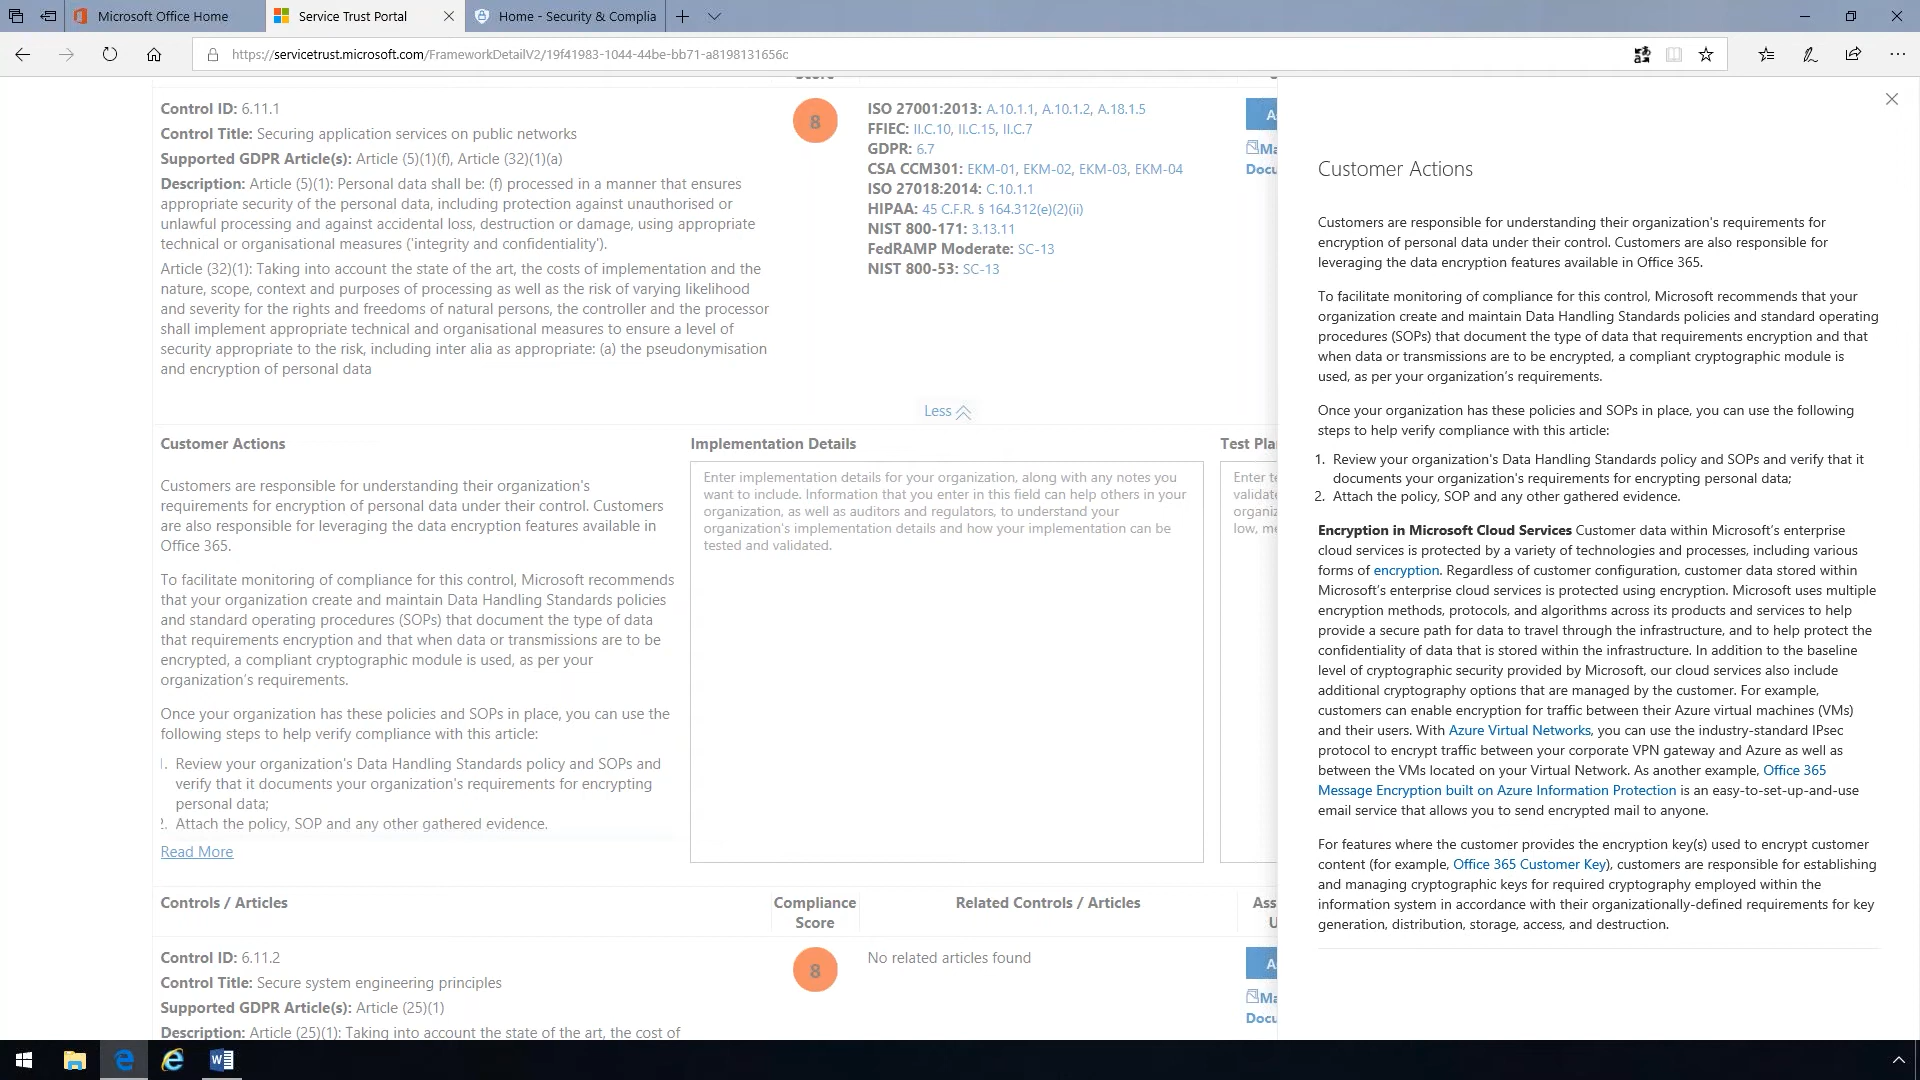 Microsoft Office Home
Service Trust Portal
Home - Security & Complia
https://servicetrust.microsoft.com/FrameworkDetailV2/19f41983-1044-44be-bb71-a8198131656c
Score
Control ID: 6.11.1
Control Title: Securing application services on public networks
Supported GDPR Article(s): Article (5)(1)(f), Article (32)(1)(a)
Description: Article (5)(1): Personal data shall be: (f) processed in a manner that ensures
appropriate security of the personal data, including protection against unauthorised or
unlawful processing and against accidental loss, destruction or damage, using appropriate
technical or organisational measures ('integrity and confidentiality').
Article (32)(1): Taking into account the state of the art, the costs of implementation and the
nature, scope, context and purposes of processing as well as the risk of varying likelihood
and severity for the rights and freedoms of natural persons, the controller and the processor
shall implement appropriate technical and organisational measures to ensure a level of
security appropriate to the risk, including inter alia as appropriate: (a) the pseudonymisation
and encryption of personal data
8
ISO 27001:2013: A.10.1.1, A.10.1.2, A.18.1.5
FFIEC: II.C.10, II.C.15, II.C.7
GDPR: 6.7
CSA CCM301: EKM-01, EKM-02, EKM-03, EKM-04
ISO 27018:2014: C.10.1.1
HIPAA: 45 C.F.R. § 164.312(e)(2)(ii)
NIST 800-171: 3.13.11
FedRAMP Moderate: SC-13
NIST 800-53: SC-13
A
Ma
Docu
Less
Customer Actions
Customers are responsible for understanding their organization's
requirements for encryption of personal data under their control. Customers
are also responsible for leveraging the data encryption features available in
Office 365.
To facilitate monitoring of compliance for this control, Microsoft recommends
that your organization create and maintain Data Handling Standards policies
and standard operating procedures (SOPs) that document the type of data
that requirements encryption and that when data or transmissions are to be
encrypted, a compliant cryptographic module is used, as per your
organization's requirements.
Once your organization has these policies and SOPs in place, you can use the
following steps to help verify compliance with this article:
1. Review your organization's Data Handling Standards policy and SOPs and
verify that it documents your organization's requirements for encrypting
personal data;
2. Attach the policy, SOP and any other gathered evidence.
Read More
Implementation Details
Enter implementation details for your organization, along with any notes you
want to include. Information that you enter in this field can help others in your
organization, as well as auditors and regulators, to understand your
organization's implementation details and how your implementation can be
tested and validated.
Test Pla
Enter te
validate
organiz
low, me
Controls / Articles
Compliance
Score
Related Controls / Articles
Ass
U
Control ID: 6.11.2
Control Title: Secure system engineering principles
Supported GDPR Article(s): Article (25)(1)
Description: Article (25)(1): Taking into account the state of the art, the cost of
8
No related articles found
A
Ma
Docu
Customer Actions
Customers are responsible for understanding their organization's requirements for
encryption of personal data under their control. Customers are also responsible for
leveraging the data encryption features available in Office 365.
To facilitate monitoring of compliance for this control, Microsoft recommends that your
organization create and maintain Data Handling Standards policies and standard operating
procedures (SOPs) that document the type of data that requirements encryption and that
when data or transmissions are to be encrypted, a compliant cryptographic module is
used, as per your organization's requirements.
Once your organization has these policies and SOPs in place, you can use the following
steps to help verify compliance with this article:
1. Review your organization's Data Handling Standards policy and SOPs and verify that it
documents your organization's requirements for encrypting personal data;
2. Attach the policy, SOP and any other gathered evidence.
Encryption in Microsoft Cloud Services Customer data within Microsoft's enterprise
cloud services is protected by a variety of technologies and processes, including various
forms of encryption. Regardless of customer configuration, customer data stored within
Microsoft's enterprise cloud services is protected using encryption. Microsoft uses multiple
encryption methods, protocols, and algorithms across its products and services to help
provide a secure path for data to travel through the infrastructure, and to help protect the
confidentiality of data that is stored within the infrastructure. In addition to the baseline
level of cryptographic security provided by Microsoft, our cloud services also include
additional cryptography options that are managed by the customer. For example,
customers can enable encryption for traffic between their Azure virtual machines (VMs)
and their users. With Azure Virtual Networks, you can use the industry-standard IPsec
protocol to encrypt traffic between your corporate VPN gateway and Azure as well as
between the VMs located on your Virtual Network. As another example, Office 365
Message Encryption built on Azure Information Protection is an easy-to-set-up-and-use
email service that allows you to send encrypted mail to anyone.
For features where the customer provides the encryption key(s) used to encrypt customer
content (for example, Office 365 Customer Key), customers are responsible for establishing
and managing cryptographic keys for required cryptography employed within the
information system in accordance with their organizationally-defined requirements for key
generation, distribution, storage, access, and destruction.